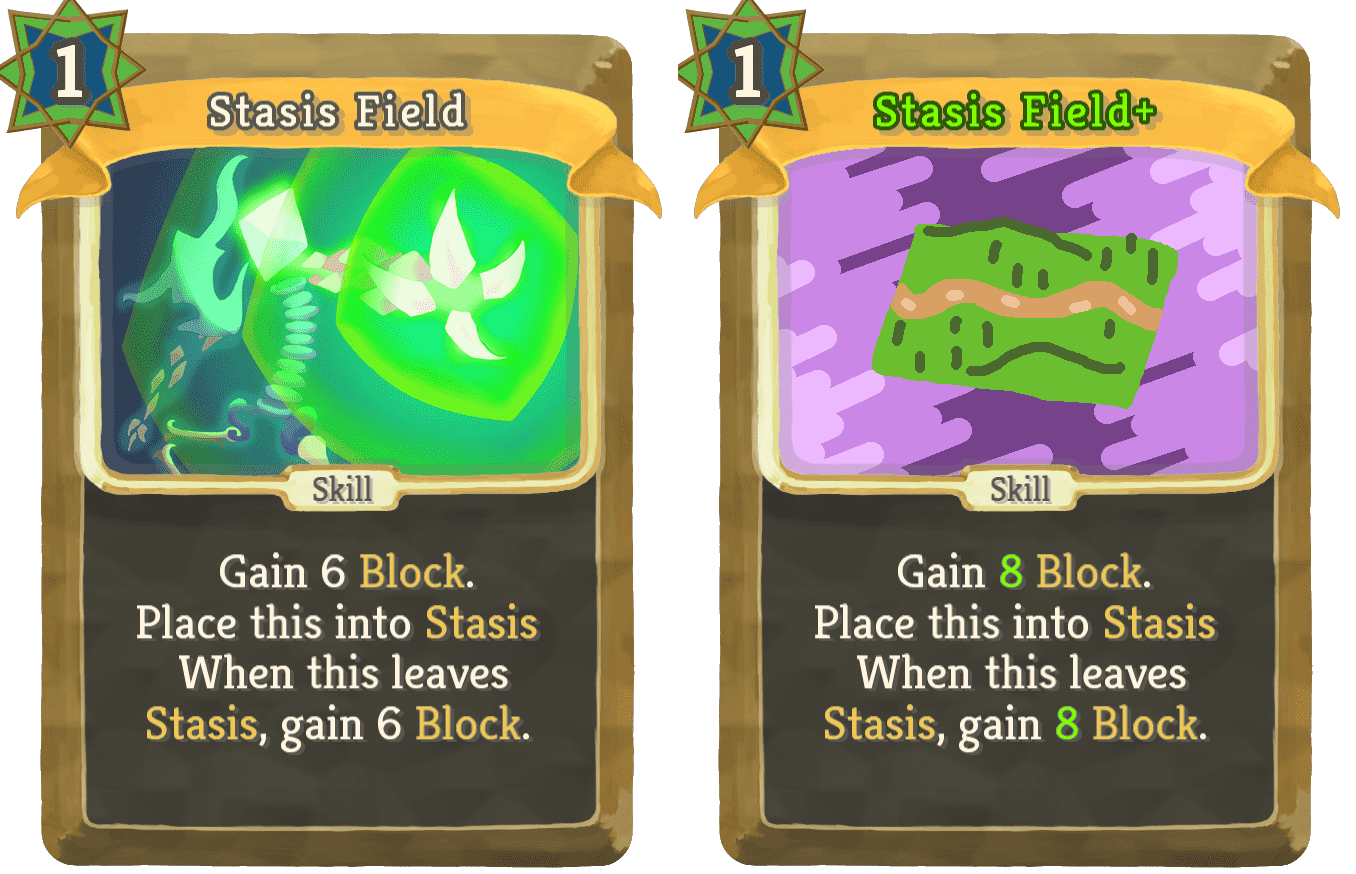 1
Stasis Field
Skill
Gain 6 Block.
Place this into Stasis
When this leaves
Stasis, gain 6 Block.
1
Stasis Field+
Skill
Gain 8 Block.
Place this into Stasis
When this leaves
Stasis, gain 8 Block.